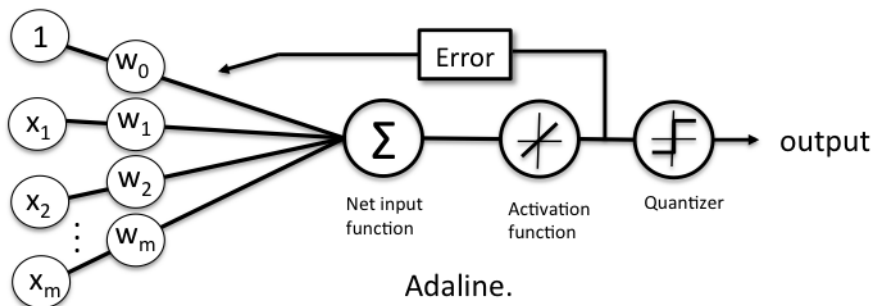 1
w0
Error
x1
w1
Σ
output
x2
w2
Net input
function
Activation
function
Quantizer
wm
xm
Adaline.